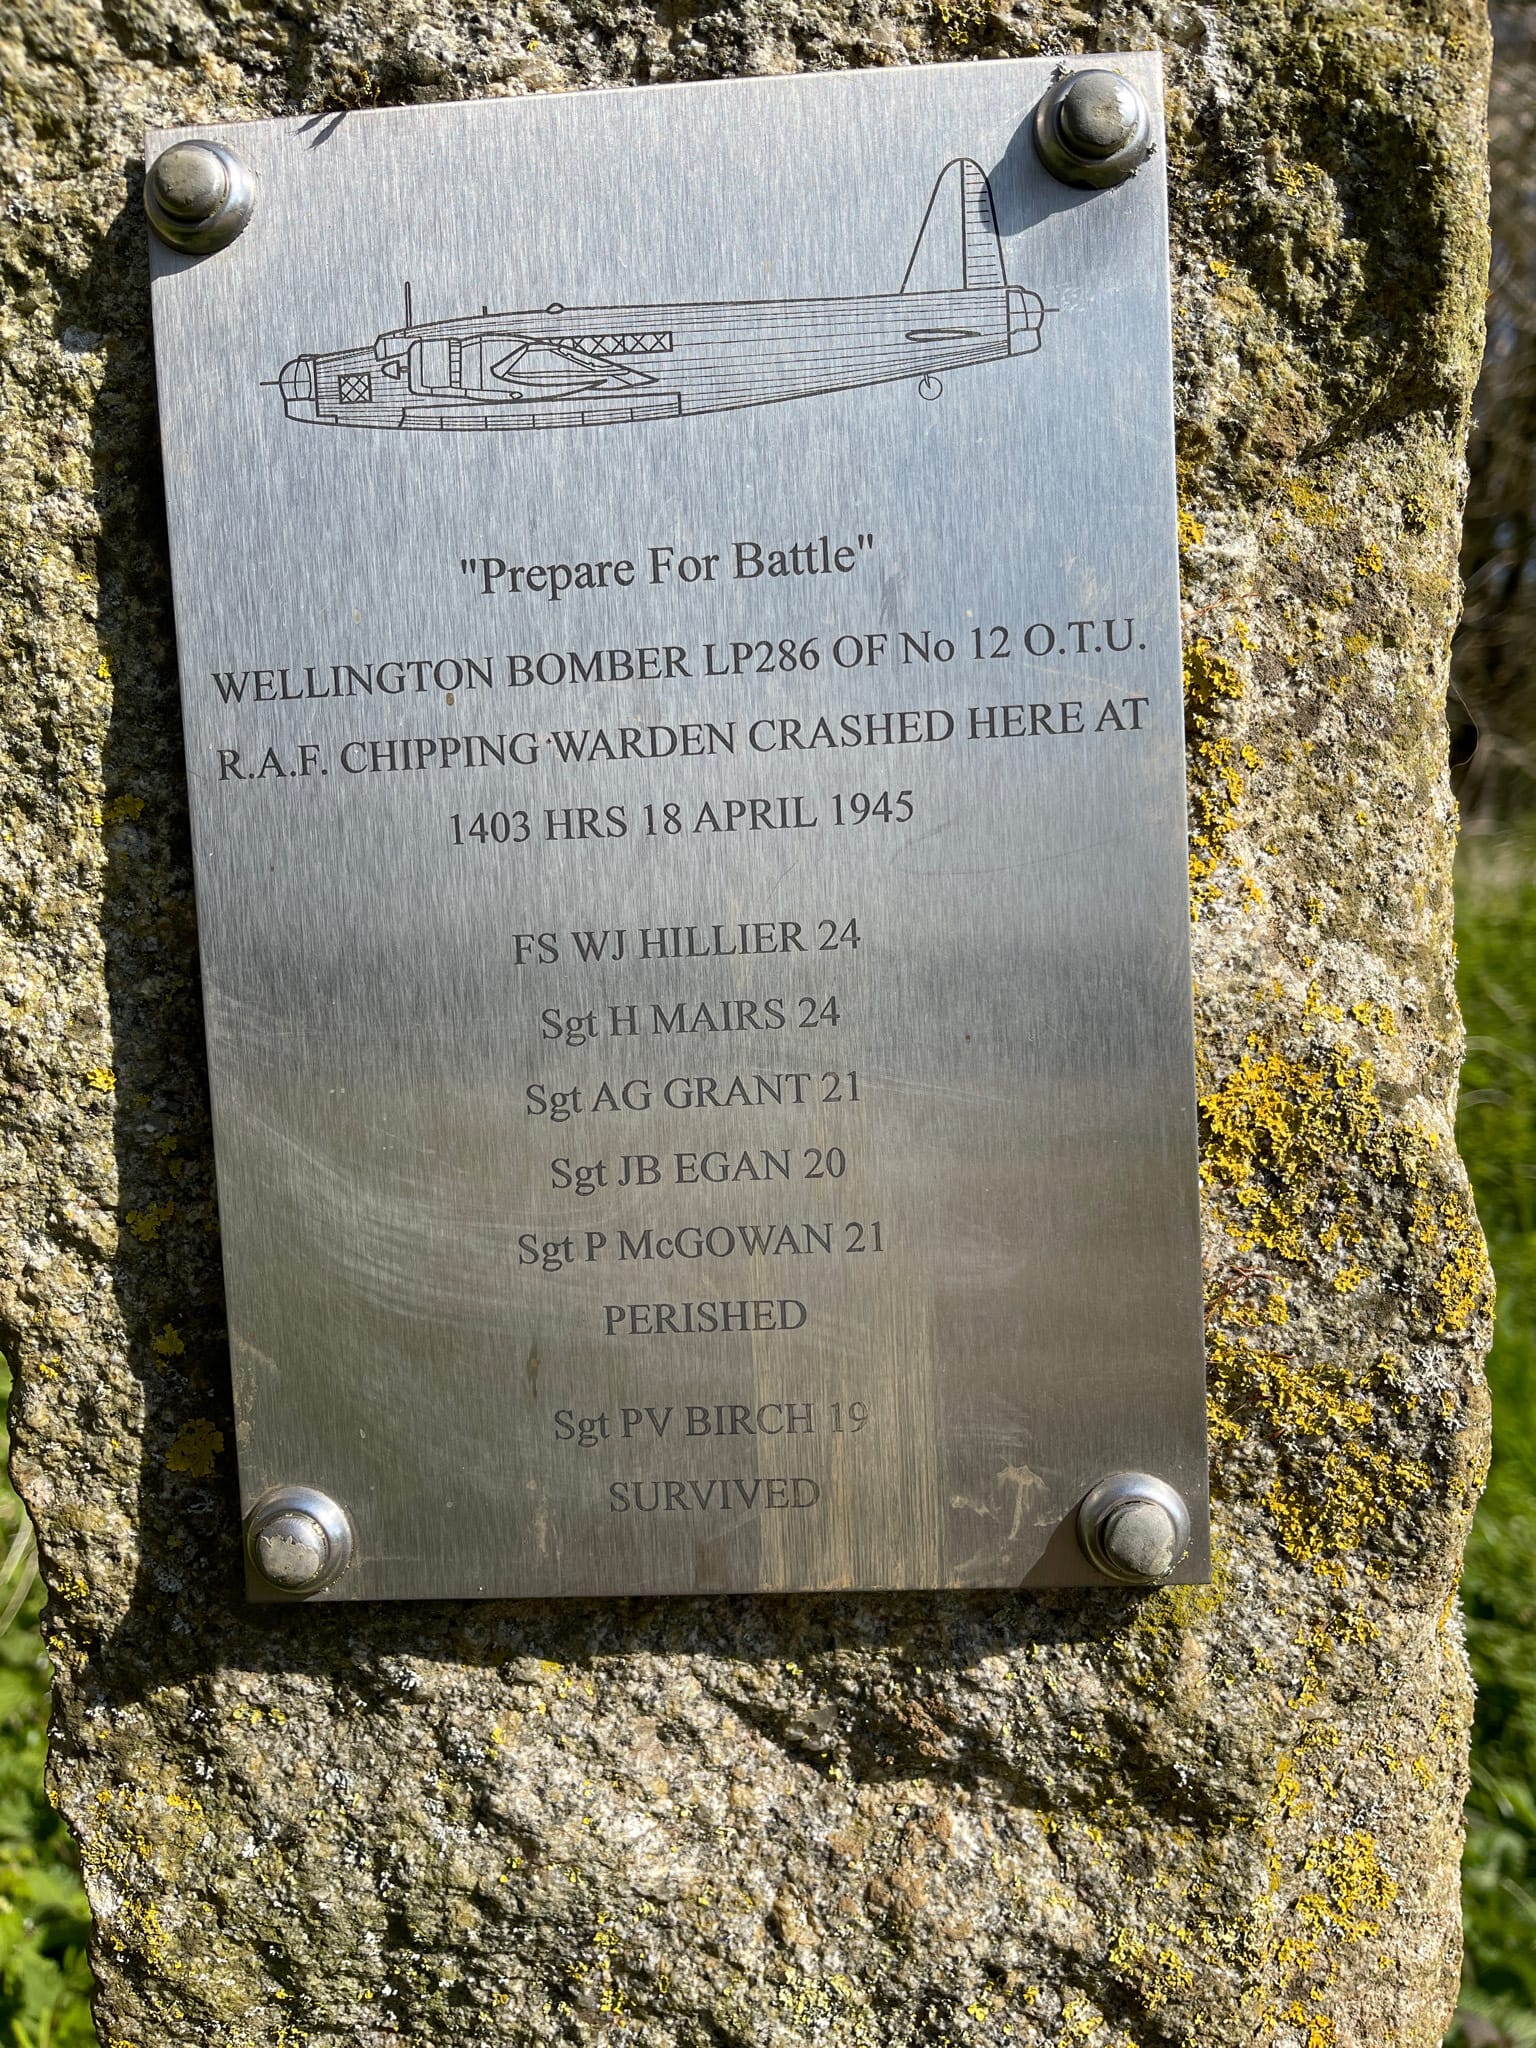 "Prepare For Battle"
WELLINGTON BOMBER LP286 OF No 12 O.T.U.
R.A.F. CHIPPING WARDEN CRASHED HERE AT
1403 HRS 18 APRIL 1945
FS WJ HILLIER 24
Sgt H MAIRS 24
Sgt AG GRANT 21
Sgt JB EGAN 20
Sgt P McGOWAN 21
PERISHED
Sgt PV BIRCH 19
SURVIVED